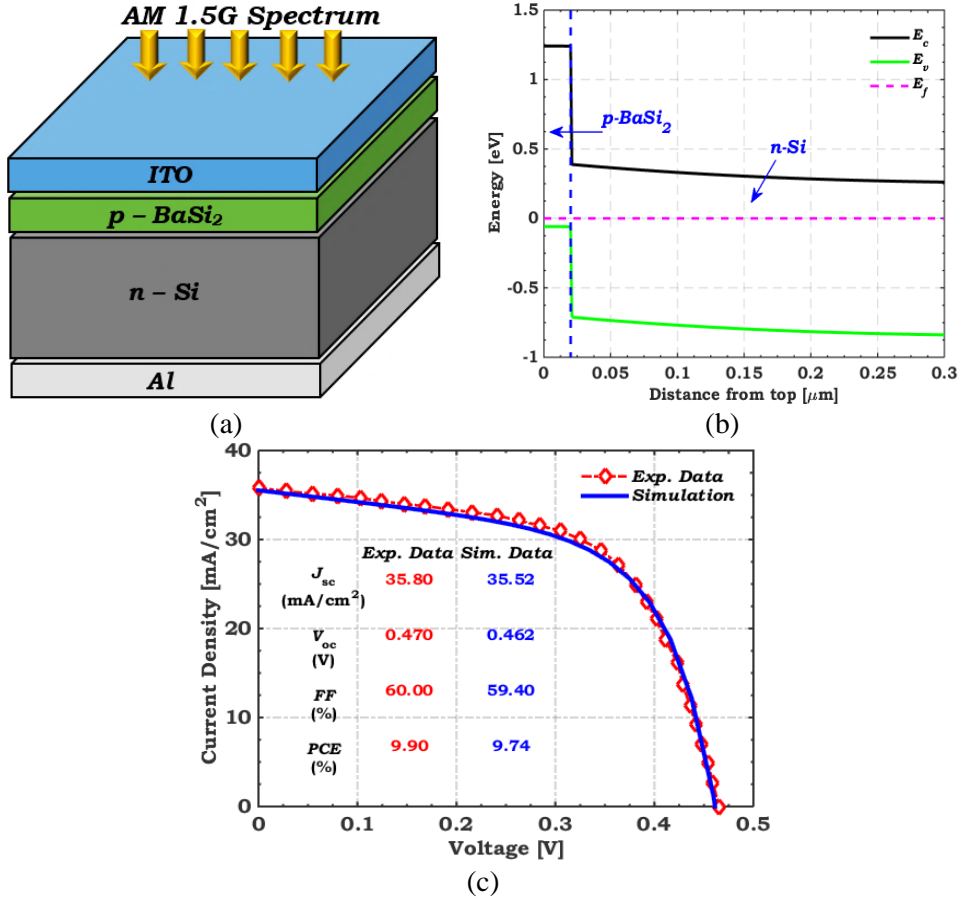 AM 1.5G Spectrum
ITO
p – BaSi2
n – Si
Al
(a)
1.5
1
0.5
0
-0.5
-1
Energy [eV]
Ec
Ev
Ef
p-BaSi2
n-Si
0 0.05 0.1 0.15 0.2 0.25 0.3
Distance from top [μm]
(b)
40
30
20
10
0
Current Density [mA/cm2]
Exp. Data
Simulation
Exp. Data Sim. Data
Jsc (mA/cm2) 35.80 35.52
Voc (V) 0.470 0.462
FF (%) 60.00 59.40
PCE (%) 9.90 9.74
0 0.1 0.2 0.3 0.4 0.5
Voltage [V]
(c)